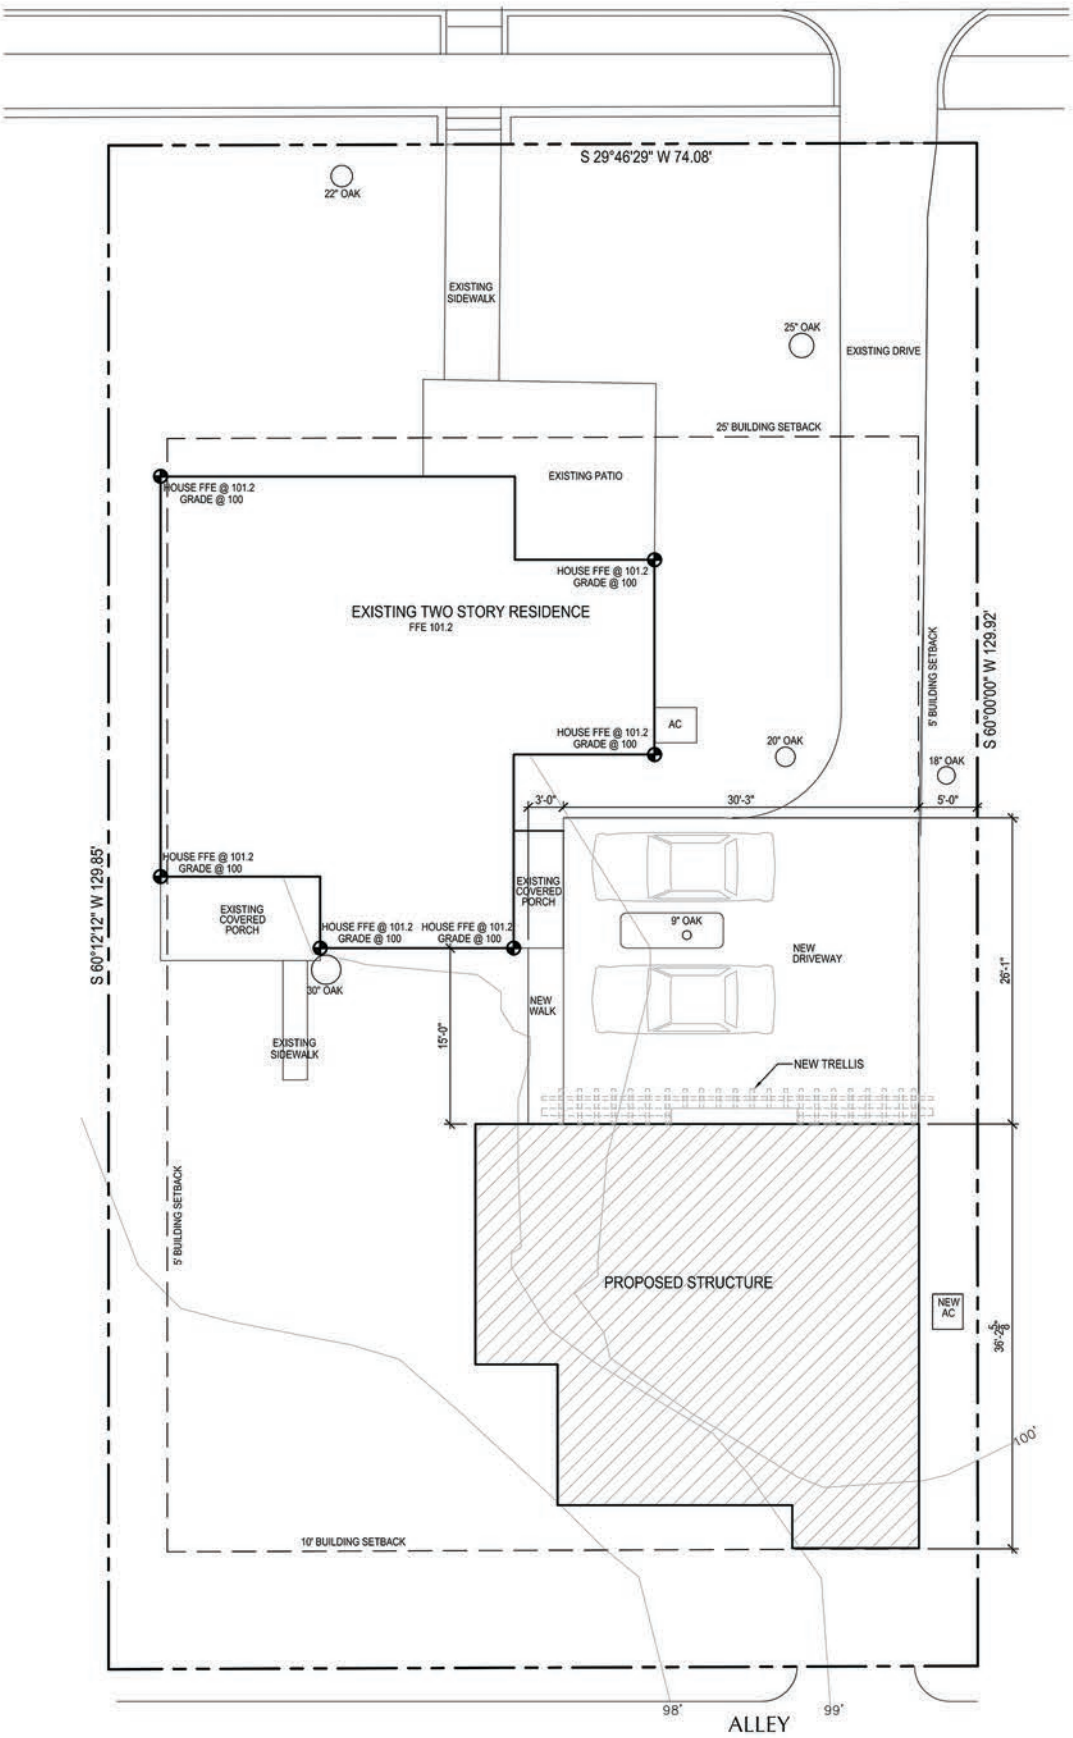 S 29°46'29" W 74.08'
22" OAK
EXISTING
SIDEWALK
25" OAK
EXISTING DRIVE
25' BUILDING SETBACK
EXISTING PATIO
HOUSE FFE @ 101.2
GRADE @ 100
HOUSE FFE @ 101.2
GRADE @ 100
EXISTING TWO STORY RESIDENCE
FFE 101.2
5' BUILDING SETBACK
S 60°00'00" W 129.92'
AC
HOUSE FFE @ 101.2
GRADE @ 100
20" OAK
18" OAK
3'-0"
30'-3"
5'-0"
S 60°12'12" W 129.85'
HOUSE FFE @ 101.2
GRADE @ 100
EXISTING
COVERED
PORCH
EXISTING
COVERED
PORCH
HOUSE FFE @ 101.2
GRADE @ 100
HOUSE FFE @ 101.2
GRADE @ 100
9" OAK
NEW
DRIVEWAY
26'-1"
30" OAK
NEW
WALK
15'-0"
EXISTING
SIDEWALK
NEW TRELLIS
5' BUILDING SETBACK
PROPOSED STRUCTURE
NEW
AC
36'-2 5/8"
100'
10' BUILDING SETBACK
98'
99'
ALLEY